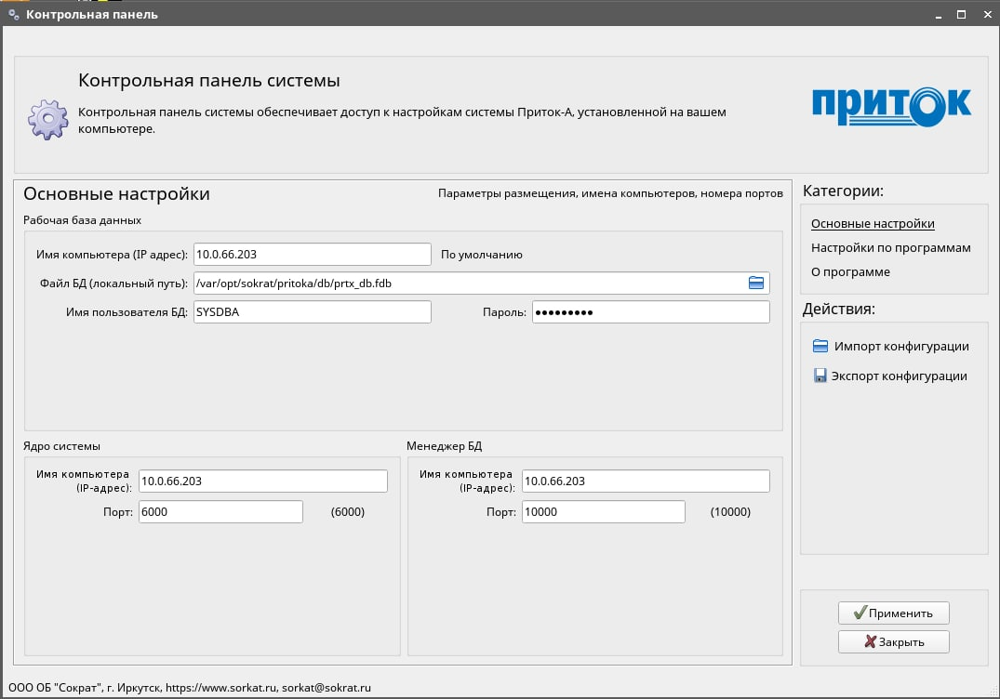 Контрольная панель
Контрольная панель системы
Контрольная панель системы обеспечивает доступ к настройкам системы Приток-А, установленной на вашем
компьютере.
ПРИТОК
Основные настройки
Параметры размещения, имена компьютеров, номера портов
Рабочая база данных
Имя компьютера (IP адрес): 10.0.66.203 По умолчанию
Файл БД (локальный путь): /var/opt/sokrat/pritoka/db/prtx_db.fdb
Имя пользователя БД: SYSDBA Пароль: ●●●●●●●●●
Ядро системы
Имя компьютера
(IP-адрес): 10.0.66.203
Порт: 6000 (6000)
Менеджер БД
Имя компьютера
(IP-адрес): 10.0.66.203
Порт: 10000 (10000)
Категории:
Основные настройки
Настройки по программам
О программе
Действия:
Импорт конфигурации
Экспорт конфигурации
Применить
Закрыть
ООО ОБ "Сократ", г. Иркутск, https://www.sorkat.ru, sorkat@sokrat.ru